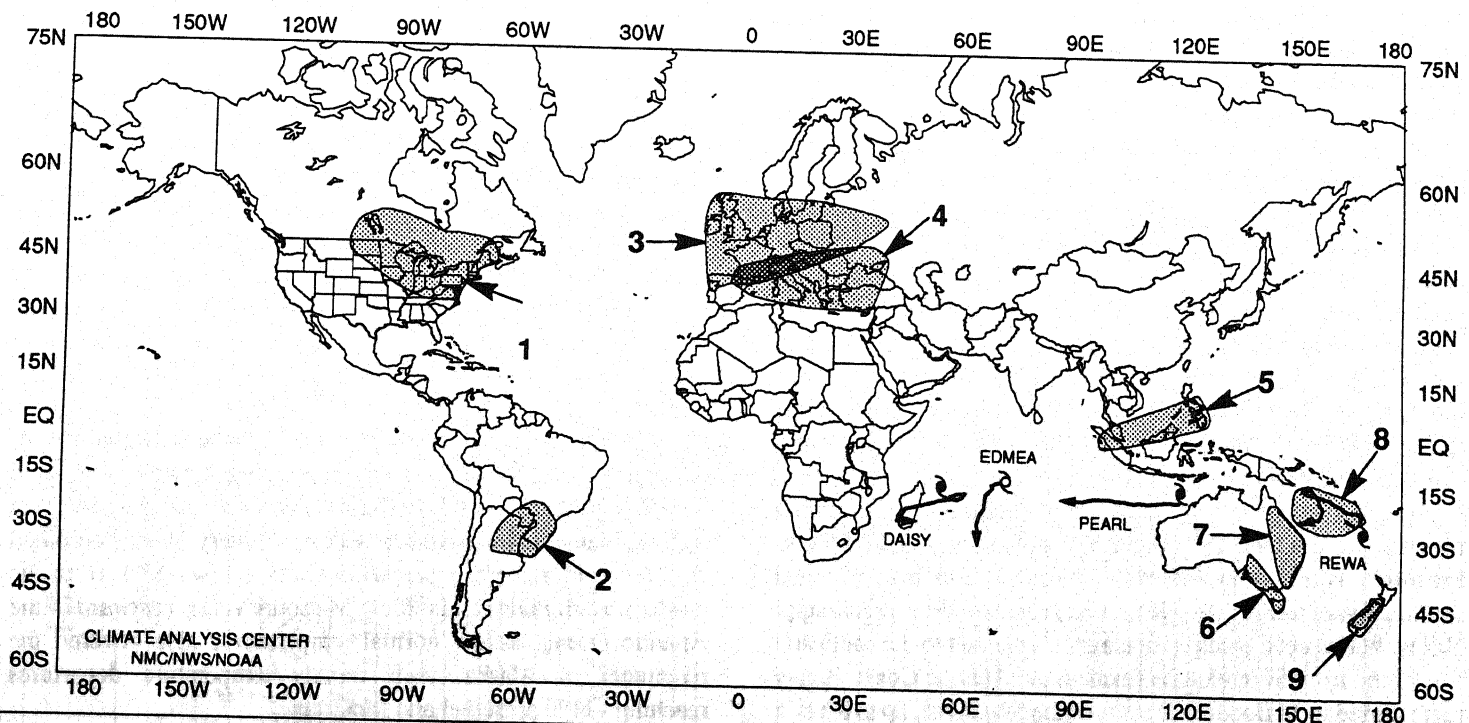 180 150W 120W 90W 60W 30W 0 30E 60E 90E 120E 150E 180
75N 75N
60N 60N
45N 3 4 45N
30N 30N
1
15N 5 15N
EQ 8 EQ
15S EDMEA 15S
30S DAISY PEARL 7 REWA 30S
2
45S 6 45S
CLIMATE ANALYSIS CENTER
NMC/NWS/NOAA
60S 9 60S
180 150W 120W 90W 60W 30W 0 30E 60E 90E 120E 150E 180